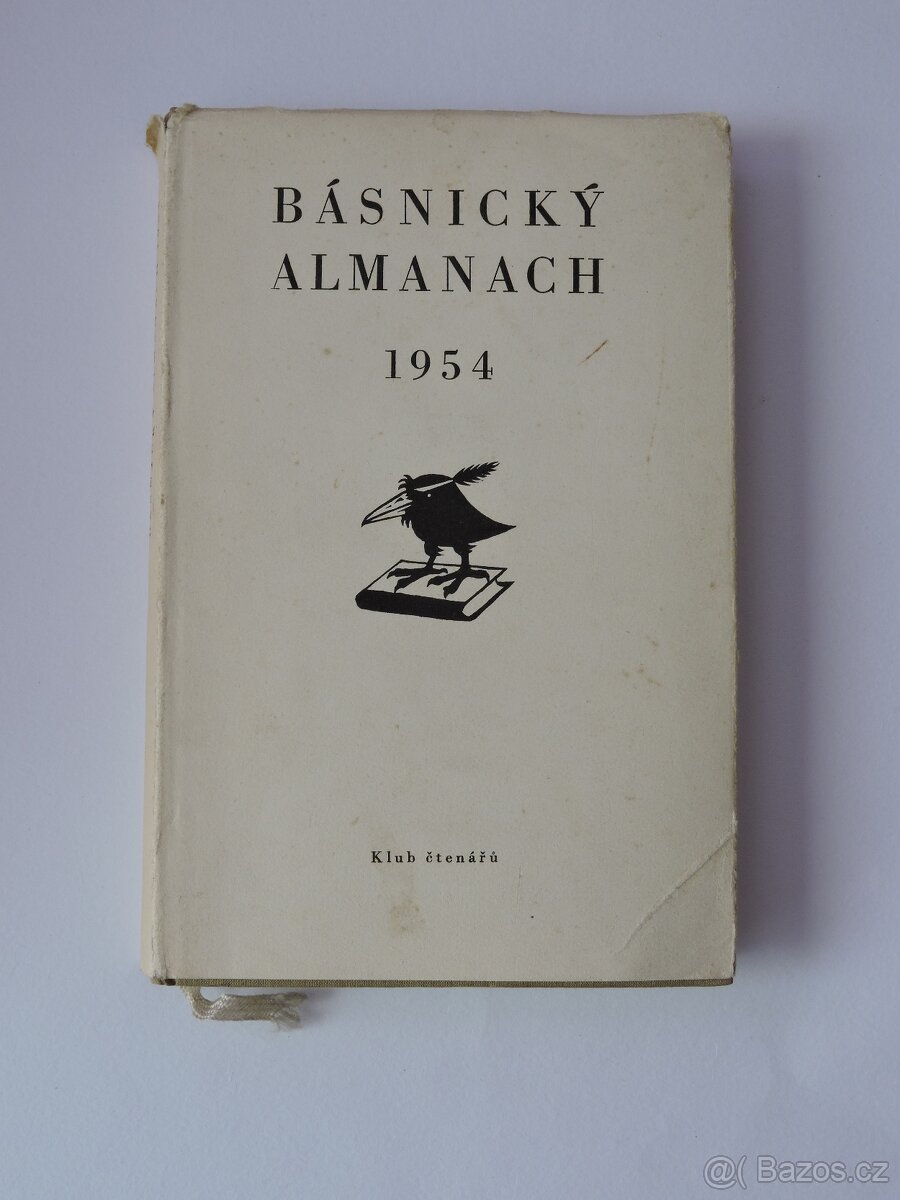 BÁSNICKÝ
ALMANACH
1954
Klub čtenářů
@( Bazos.cz